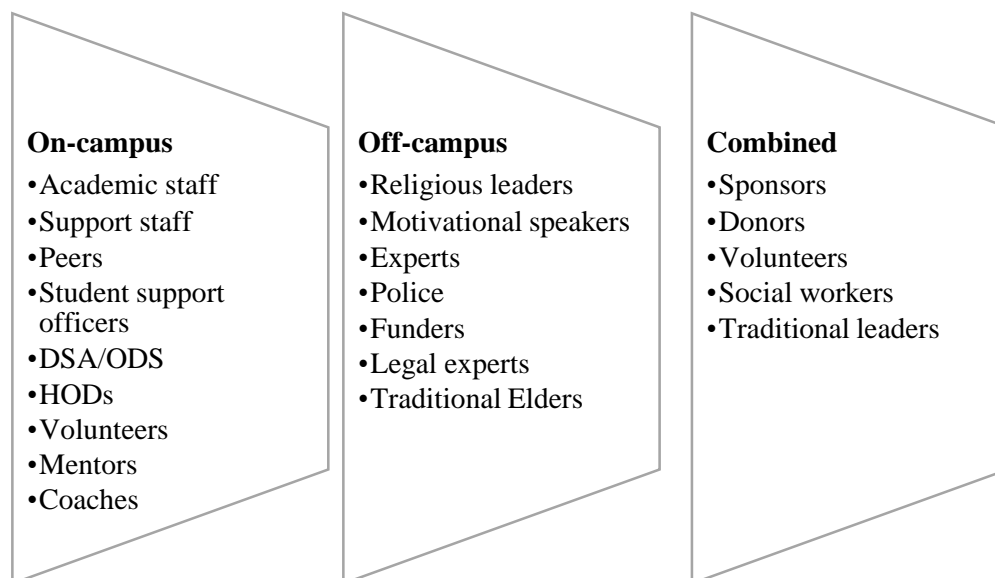 On-campus
•Academic staff
•Support staff
•Peers
•Student support
officers
•DSA/ODS
•HODs
•Volunteers
•Mentors
•Coaches
Off-campus
•Religious leaders
•Motivational speakers
•Experts
•Police
•Funders
•Legal experts
•Traditional Elders
Combined
•Sponsors
•Donors
•Volunteers
•Social workers
•Traditional leaders